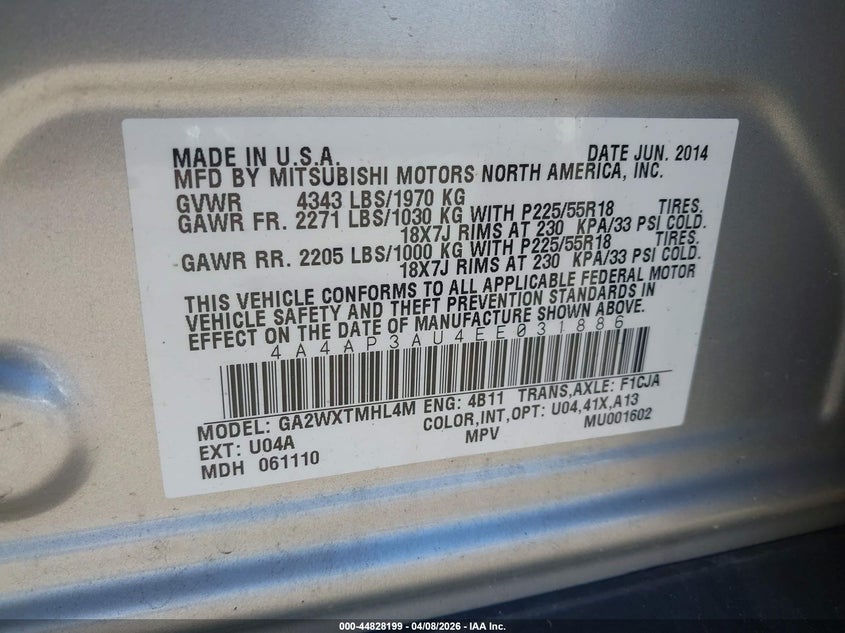 MADE IN U.S.A. DATE JUN. 2014
MFD BY MITSUBISHI MOTORS NORTH AMERICA, INC.
GVWR 4343 LBS/1970 KG
GAWR FR. 2271 LBS/1030 KG WITH P225/55R18 TIRES.
18X7J RIMS AT 230 KPA/33 PSI COLD.
GAWR RR. 2205 LBS/1000 KG WITH P225/55R18 TIRES.
18X7J RIMS AT 230 KPA/33 PSI COLD.
THIS VEHICLE CONFORMS TO ALL APPLICABLE FEDERAL MOTOR
VEHICLE SAFETY AND THEFT PREVENTION STANDARDS IN
EFFECT ON THE DATE OF MANUFACTURE SHOWN ABOVE.
4A4AP3AU4EE031886
MODEL: GA2WXTMHL4M ENG: 4B11 TRANS,AXLE: F1CJA
EXT: U04A COLOR,INT,OPT: U04,41X,A13
MDH 061110 MPV MU001602
000-44828199 | 04/08/2026 - IAA Inc.